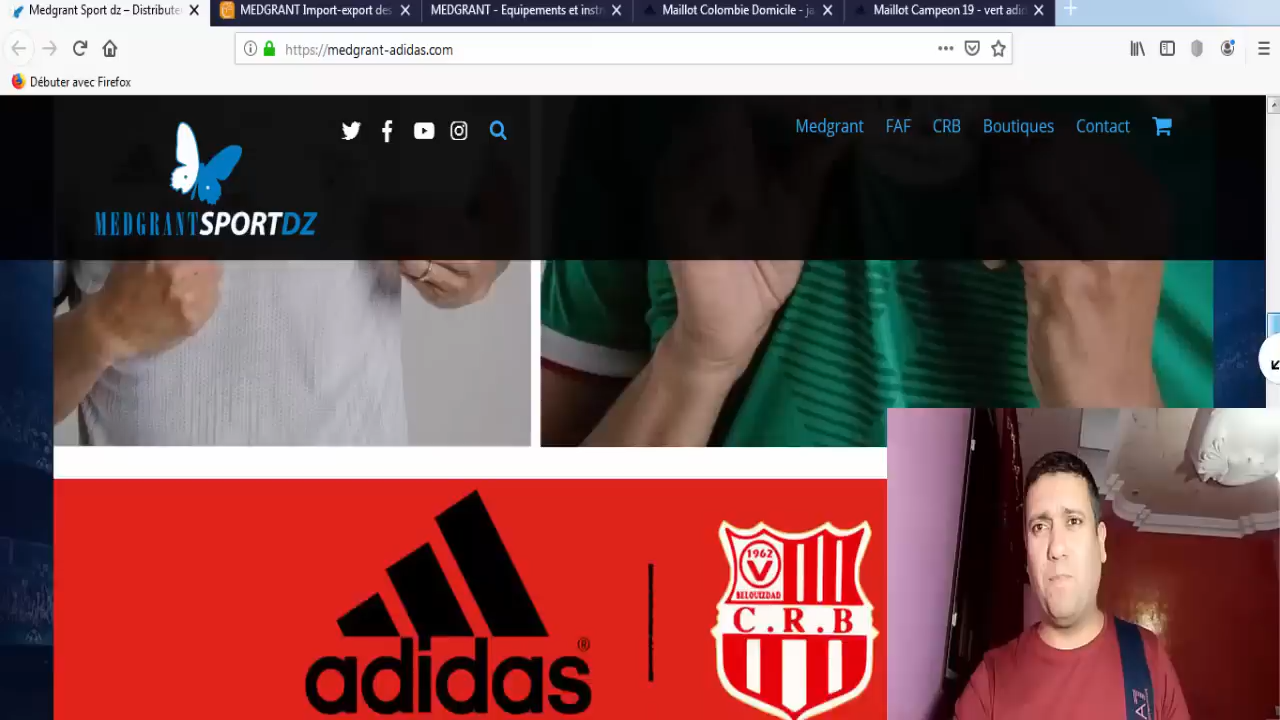 Medgrant Sport dz – Distribute
MEDGRANT Import-export des
MEDGRANT - Equipements et instr
Maillot Colombie Domicile - ja
Maillot Campeon 19 - vert adid
https://medgrant-adidas.com
Débuter avec Firefox
MEDGRANTSPORTDZ
Medgrant FAF CRB Boutiques Contact
adidas®
1962
BELOUIZDAD
C.R.B